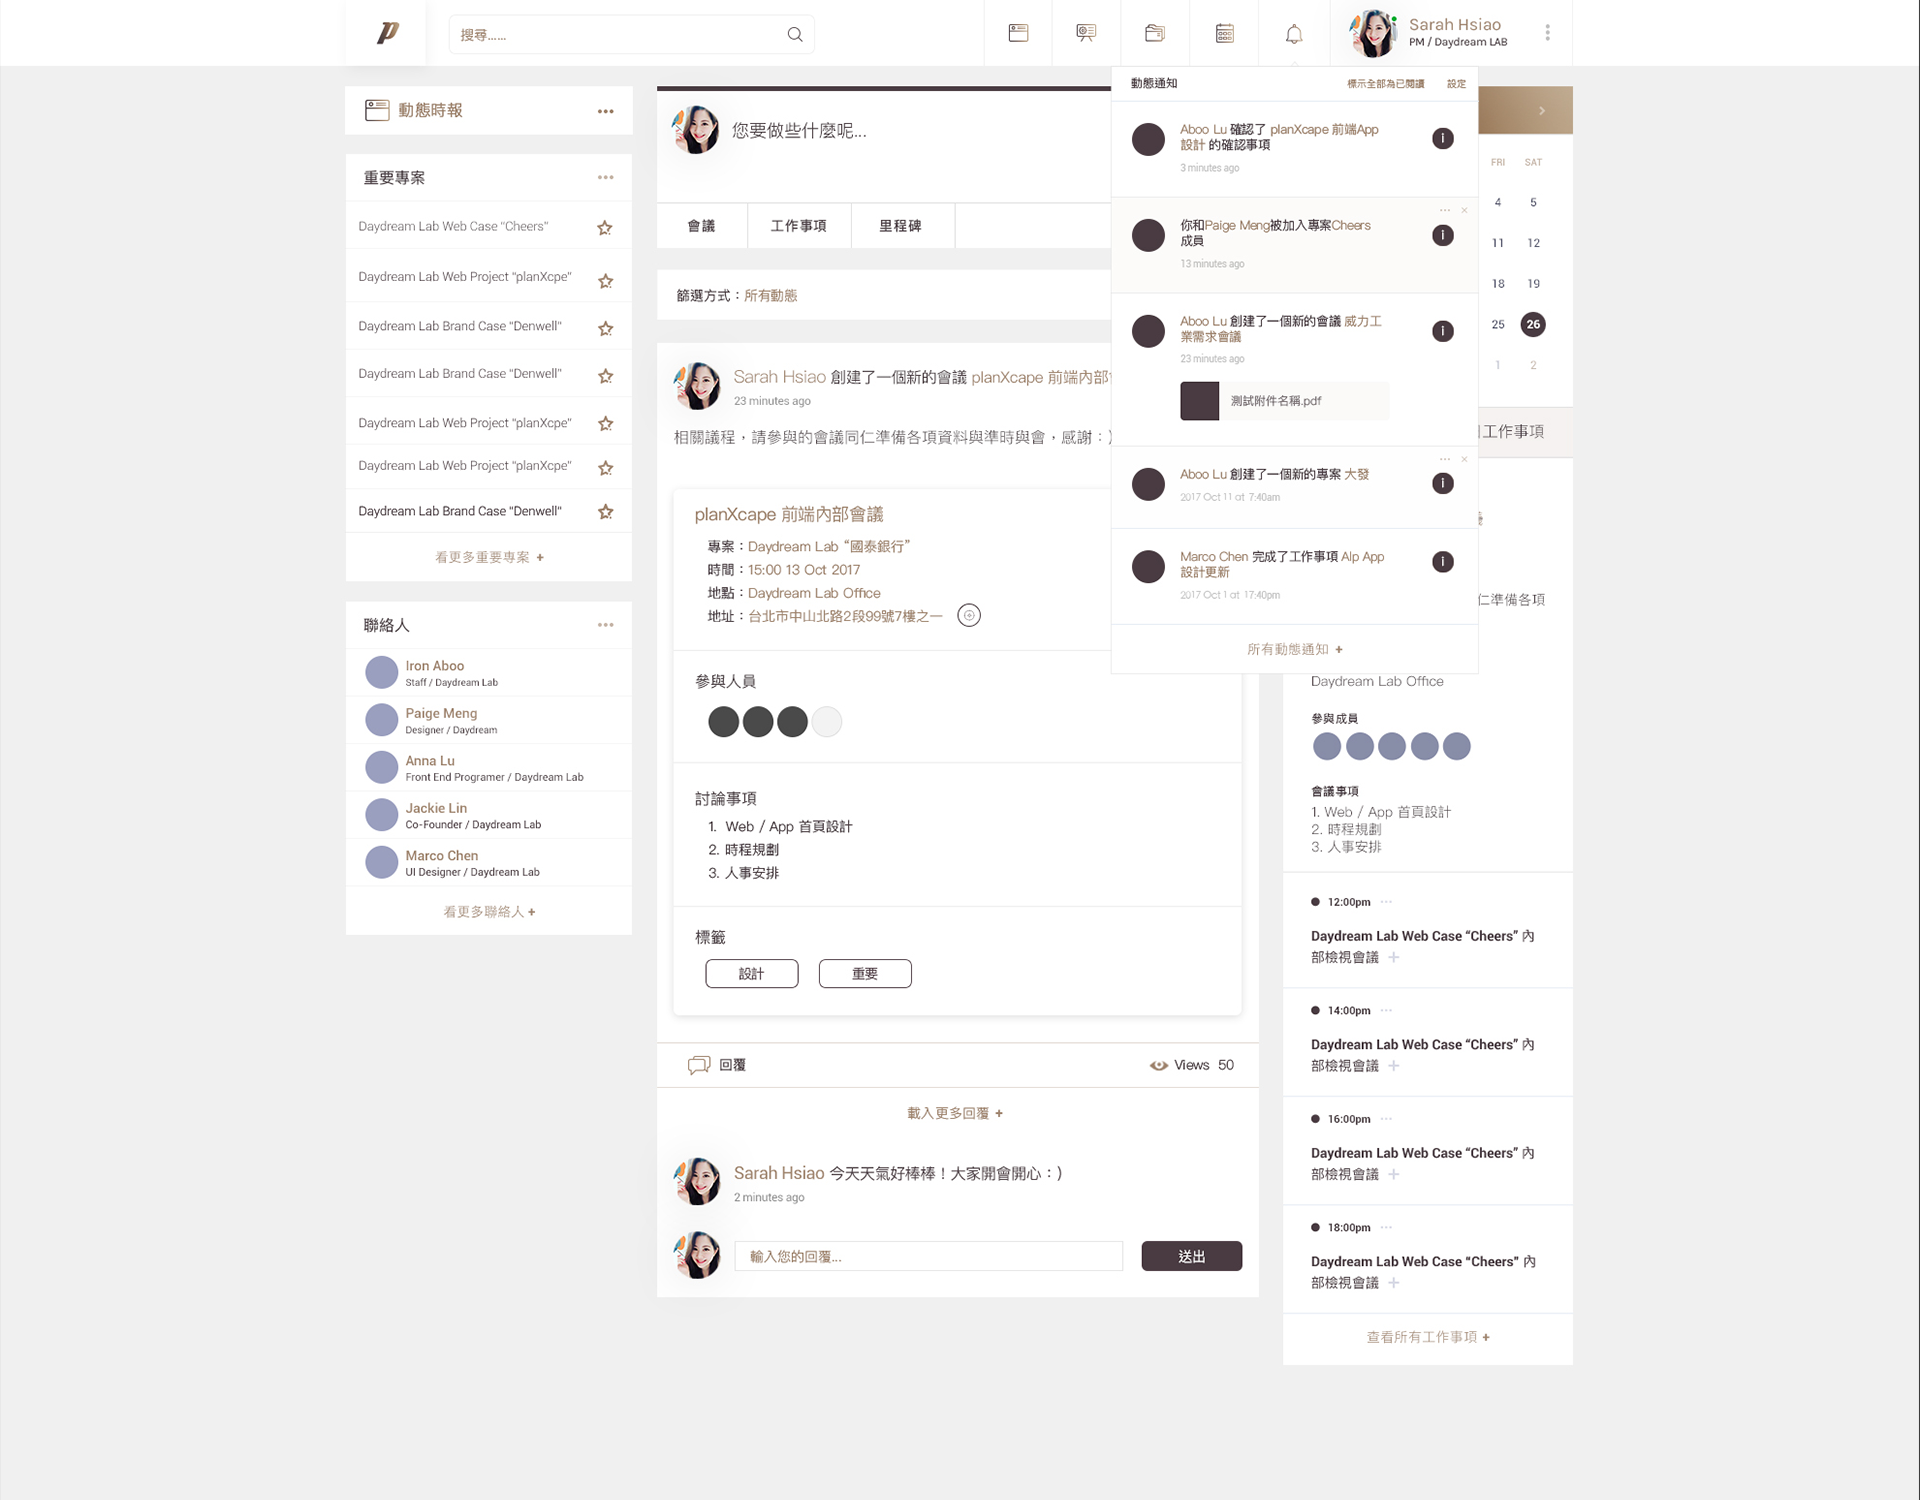 搜尋......
Sarah Hsiao
PM / Daydream LAB
動態時報
重要專案
Daydream Lab Web Case "Cheers"
Daydream Lab Web Project "planXcpe"
Daydream Lab Brand Case "Denwell"
Daydream Lab Brand Case "Denwell"
Daydream Lab Web Project "planXcpe"
Daydream Lab Web Project "planXcpe"
Daydream Lab Brand Case "Denwell"
看更多重要專案 +
聯絡人
Iron Aboo
Staff / Daydream Lab
Paige Meng
Designer / Daydream
Anna Lu
Front End Programer / Daydream Lab
Jackie Lin
Co-Founder / Daydream Lab
Marco Chen
UI Designer / Daydream Lab
看更多聯絡人 +
您要做些什麼呢...
會議
工作事項
里程碑
篩選方式：所有動態
Sarah Hsiao 創建了一個新的會議 planXcape 前端內部
23 minutes ago
相關議程，請參與的會議同仁準備各項資料與準時與會，感謝：)
planXcape 前端內部會議
專案：Daydream Lab “國泰銀行”
時間：15:00 13 Oct 2017
地點：Daydream Lab Office
地址：台北市中山北路2段99號7樓之一
參與人員
討論事項
1. Web / App 首頁設計
2. 時程規劃
3. 人事安排
標籤
設計
重要
回覆
Views 50
載入更多回覆 +
Sarah Hsiao 今天天氣好棒棒！大家開會開心：)
2 minutes ago
輸入您的回覆...
送出
動態通知
標示全部為已閱讀
設定
Aboo Lu 確認了 planXcape 前端App
設計 的確認事項
3 minutes ago
你和Paige Meng被加入專案Cheers
成員
13 minutes ago
Aboo Lu 創建了一個新的會議 威力工
業需求會議
23 minutes ago
測試附件名稱.pdf
Aboo Lu 創建了一個新的專案 大發
2017 Oct 11 at 7:40am
Marco Chen 完成了工作事項 Alp App
設計更新
2017 Oct 1 at 17:40pm
所有動態通知 +
FRI SAT
4 5
11 12
18 19
25 26
1 2
工作事項
仁準備各項
Daydream Lab Office
參與成員
會議事項
1. Web / App 首頁設計
2. 時程規劃
3. 人事安排
12:00pm
Daydream Lab Web Case “Cheers” 內
部檢視會議 +
14:00pm
Daydream Lab Web Case “Cheers” 內
部檢視會議 +
16:00pm
Daydream Lab Web Case “Cheers” 內
部檢視會議 +
18:00pm
Daydream Lab Web Case “Cheers” 內
部檢視會議 +
查看所有工作事項 +